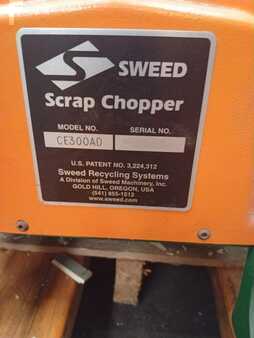 SWEED
Scrap Chopper
MODEL NO. SERIAL NO.
CE300AD
U.S. PATENT NO. 3,224,312
Sweed Recycling Systems
A Division of Sweed Machinery, Inc.
GOLD HILL, OREGON, USA
(541) 855-1512
www.sweed.com